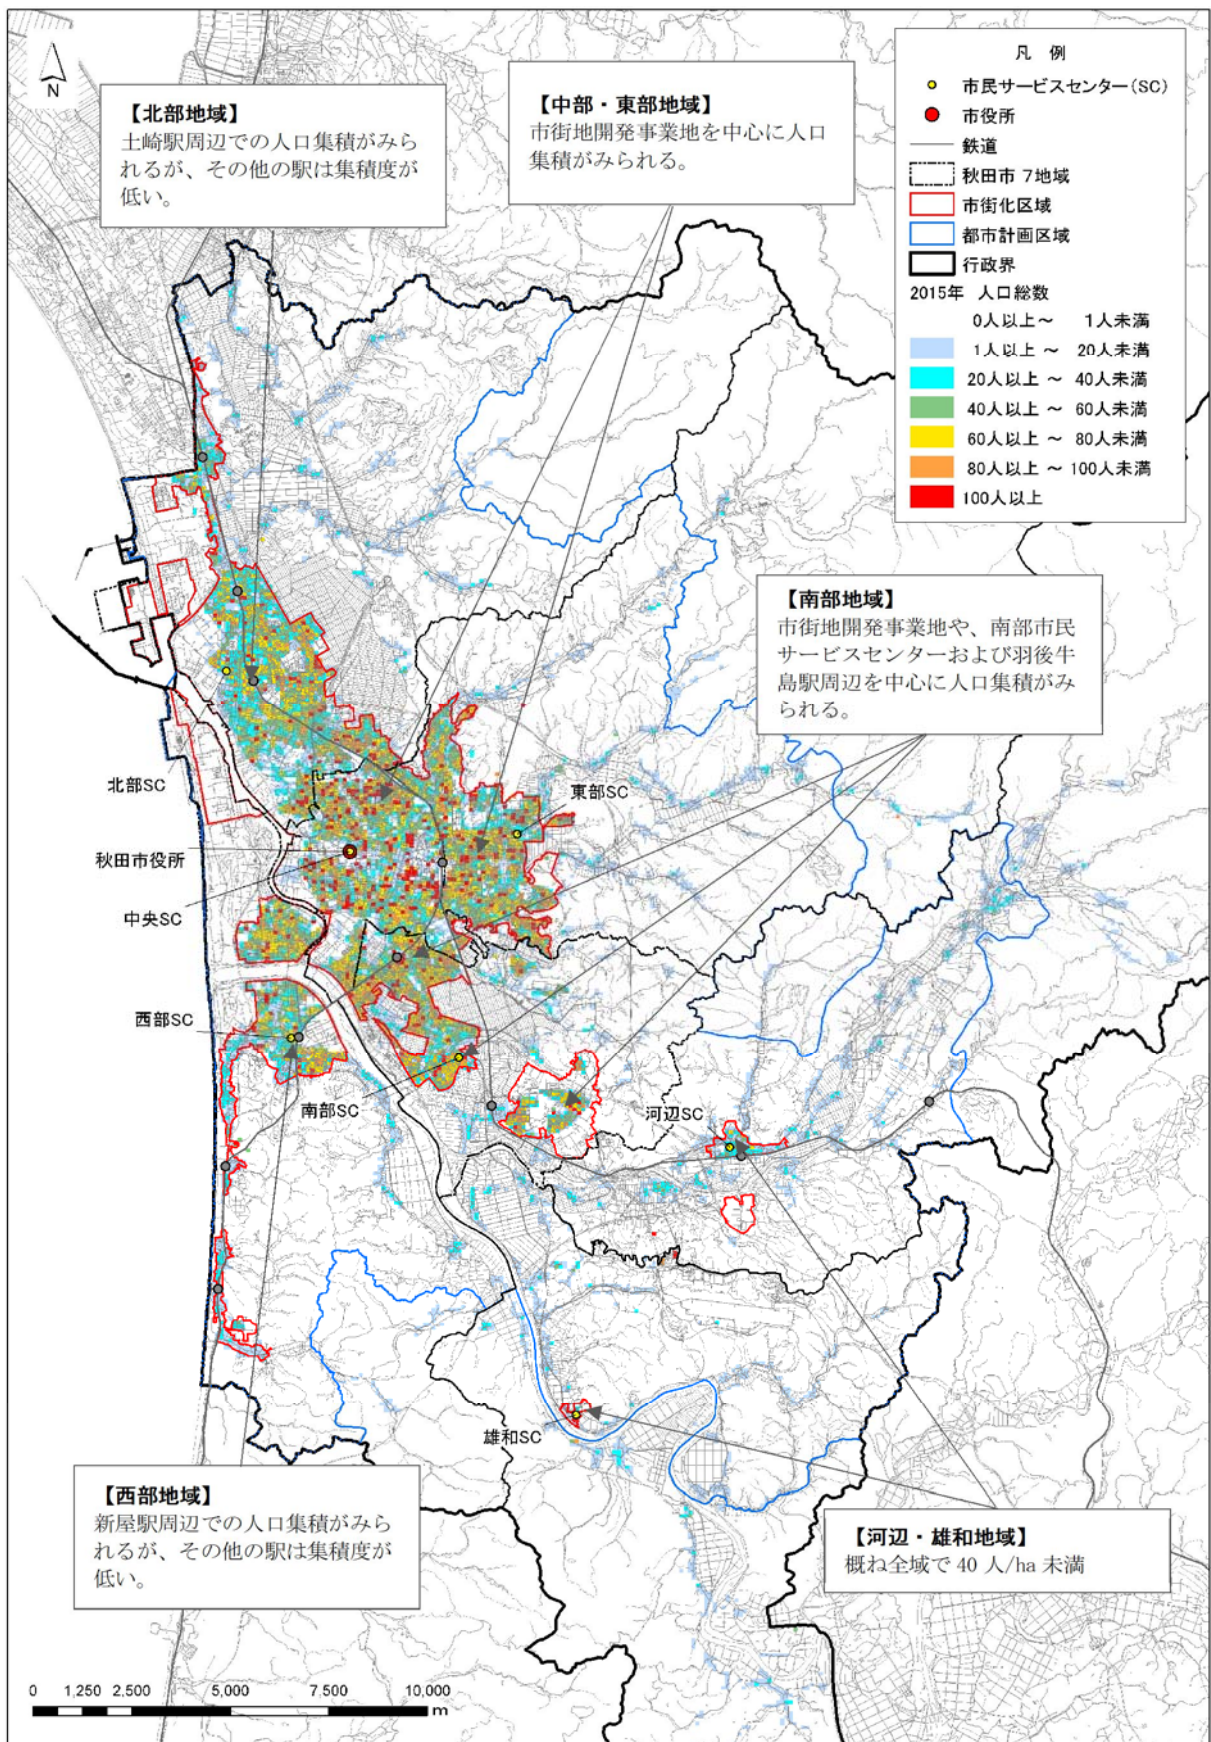 N
【北部地域】
土崎駅周辺での人口集積がみら
れるが、その他の駅は集積度が
低い。
【中部・東部地域】
市街地開発事業地を中心に人口
集積がみられる。
凡 例
市民サービスセンター(SC)
市役所
鉄道
秋田市 7地域
市街化区域
都市計画区域
行政界
2015年 人口総数
0人以上～ 1人未満
1人以上 ～ 20人未満
20人以上 ～ 40人未満
40人以上 ～ 60人未満
60人以上 ～ 80人未満
80人以上 ～ 100人未満
100人以上
【南部地域】
市街地開発事業地や、南部市民
サービスセンターおよび羽後牛
島駅周辺を中心に人口集積がみ
られる。
北部SC
東部SC
秋田市役所
中央SC
西部SC
南部SC
河辺SC
雄和SC
【西部地域】
新屋駅周辺での人口集積がみら
れるが、その他の駅は集積度が
低い。
【河辺・雄和地域】
概ね全域で 40 人/ha 未満
0 1,250 2,500 5,000 7,500 10,000
m